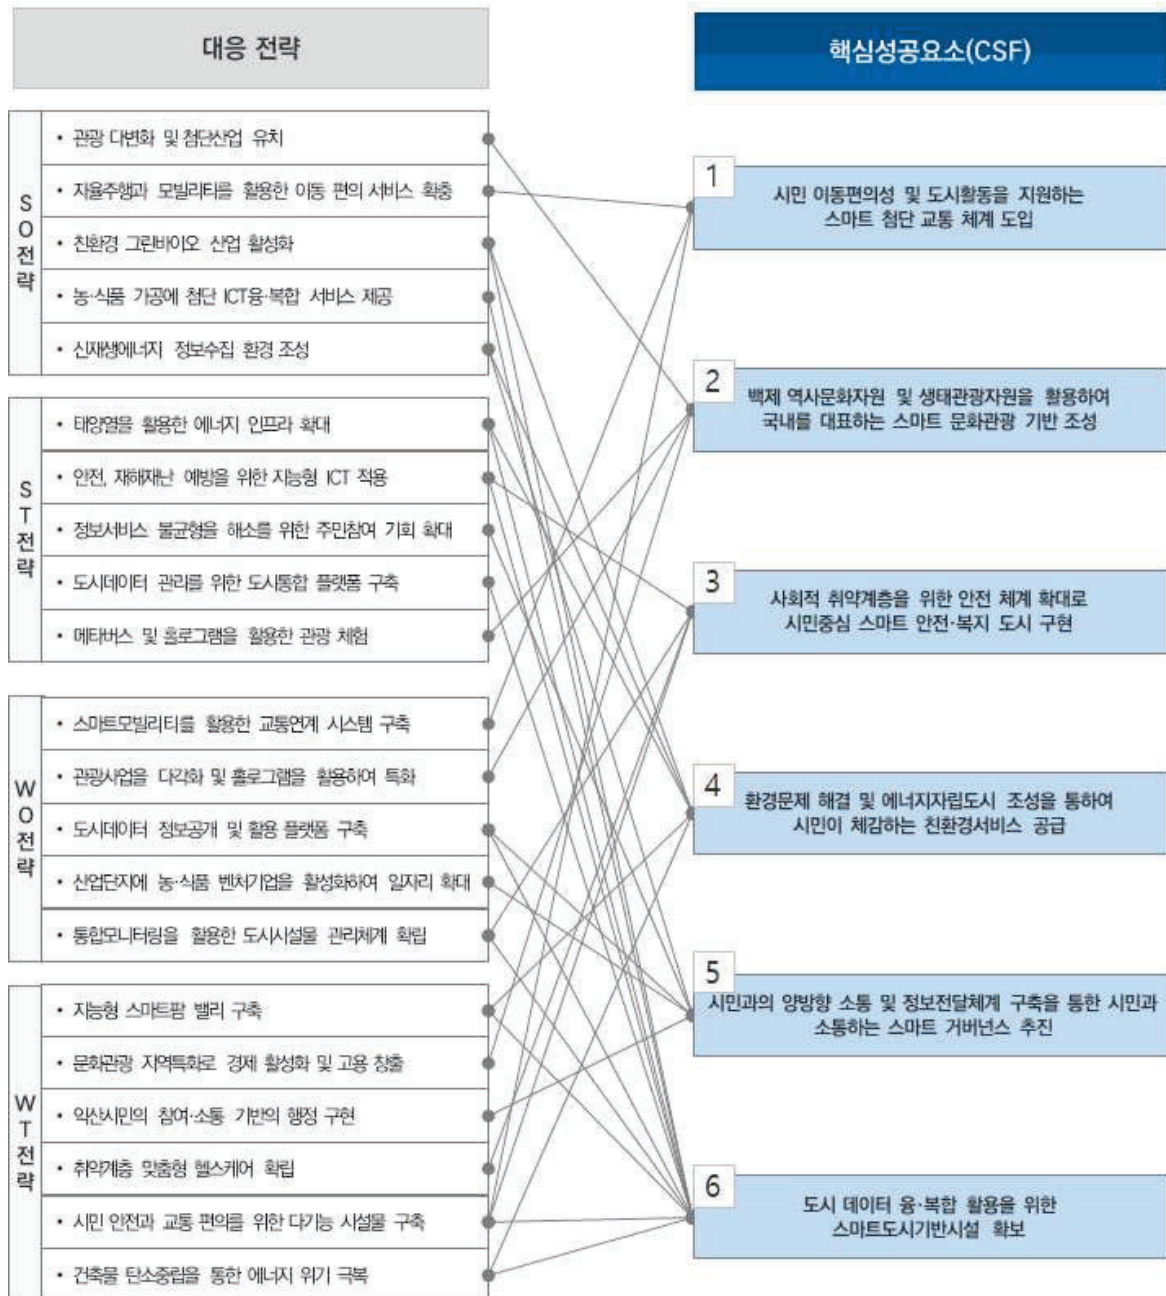 대응 전략
핵심성공요소(CSF)
SO전략
• 관광 다변화 및 첨단산업 유치
• 자율주행과 모빌리티를 활용한 이동 편의 서비스 확충
• 친환경 그린바이오 산업 활성화
• 농·식품 가공에 첨단 ICT융·복합 서비스 제공
• 신재생에너지 정보수집 환경 조성
ST전략
• 태양열을 활용한 에너지 인프라 확대
• 안전, 재해재난 예방을 위한 지능형 ICT 적용
• 정보서비스 불균형을 해소를 위한 주민참여 기회 확대
• 도시데이터 관리를 위한 도시통합 플랫폼 구축
• 메타버스 및 홀로그램을 활용한 관광 체험
WO전략
• 스마트모빌리티를 활용한 교통연계 시스템 구축
• 관광사업을 다각화 및 홀로그램을 활용하여 특화
• 도시데이터 정보공개 및 활용 플랫폼 구축
• 산업단지에 농·식품 벤처기업을 활성화하여 일자리 확대
• 통합모니터링을 활용한 도시시설물 관리체계 확립
WT전략
• 지능형 스마트팜 밸리 구축
• 문화관광 지역특화로 경제 활성화 및 고용 창출
• 익산시민의 참여·소통 기반의 행정 구현
• 취약계층 맞춤형 헬스케어 확립
• 시민 안전과 교통 편의를 위한 다기능 시설물 구축
• 건축물 탄소중립을 통한 에너지 위기 극복
1
시민 이동편의성 및 도시활동을 지원하는
스마트 첨단 교통 체계 도입
2
백제 역사문화자원 및 생태관광자원을 활용하여
국내를 대표하는 스마트 문화관광 기반 조성
3
사회적 취약계층을 위한 안전 체계 확대로
시민중심 스마트 안전·복지 도시 구현
4
환경문제 해결 및 에너지자립도시 조성을 통하여
시민이 체감하는 친환경서비스 공급
5
시민과의 양방향 소통 및 정보전달체계 구축을 통한 시민과
소통하는 스마트 거버넌스 추진
6
도시 데이터 융·복합 활용을 위한
스마트도시기반시설 확보